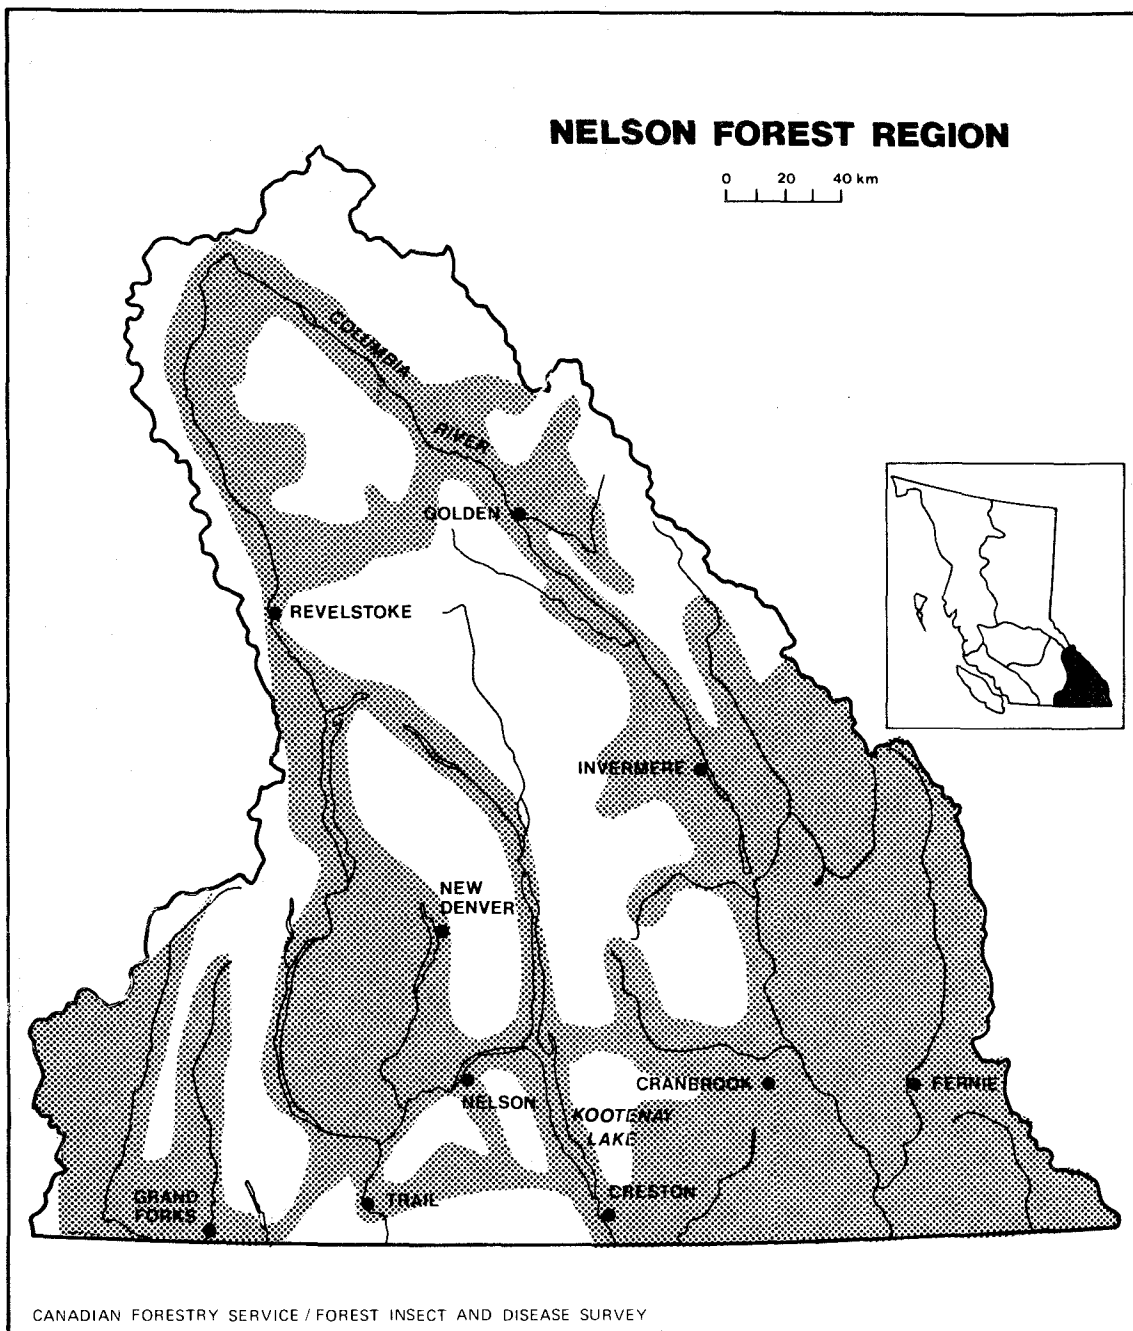 NELSON FOREST REGION
0 20 40 km
COLUMBIA
RIVER
GOLDEN
REVELSTOKE
INVERMERE
NEW
DENVER
CRANBROOK
FERNIE
NELSON
KOOTENAY
LAKE
CRESTON
TRAIL
GRAND
FORKS
CANADIAN FORESTRY SERVICE / FOREST INSECT AND DISEASE SURVEY